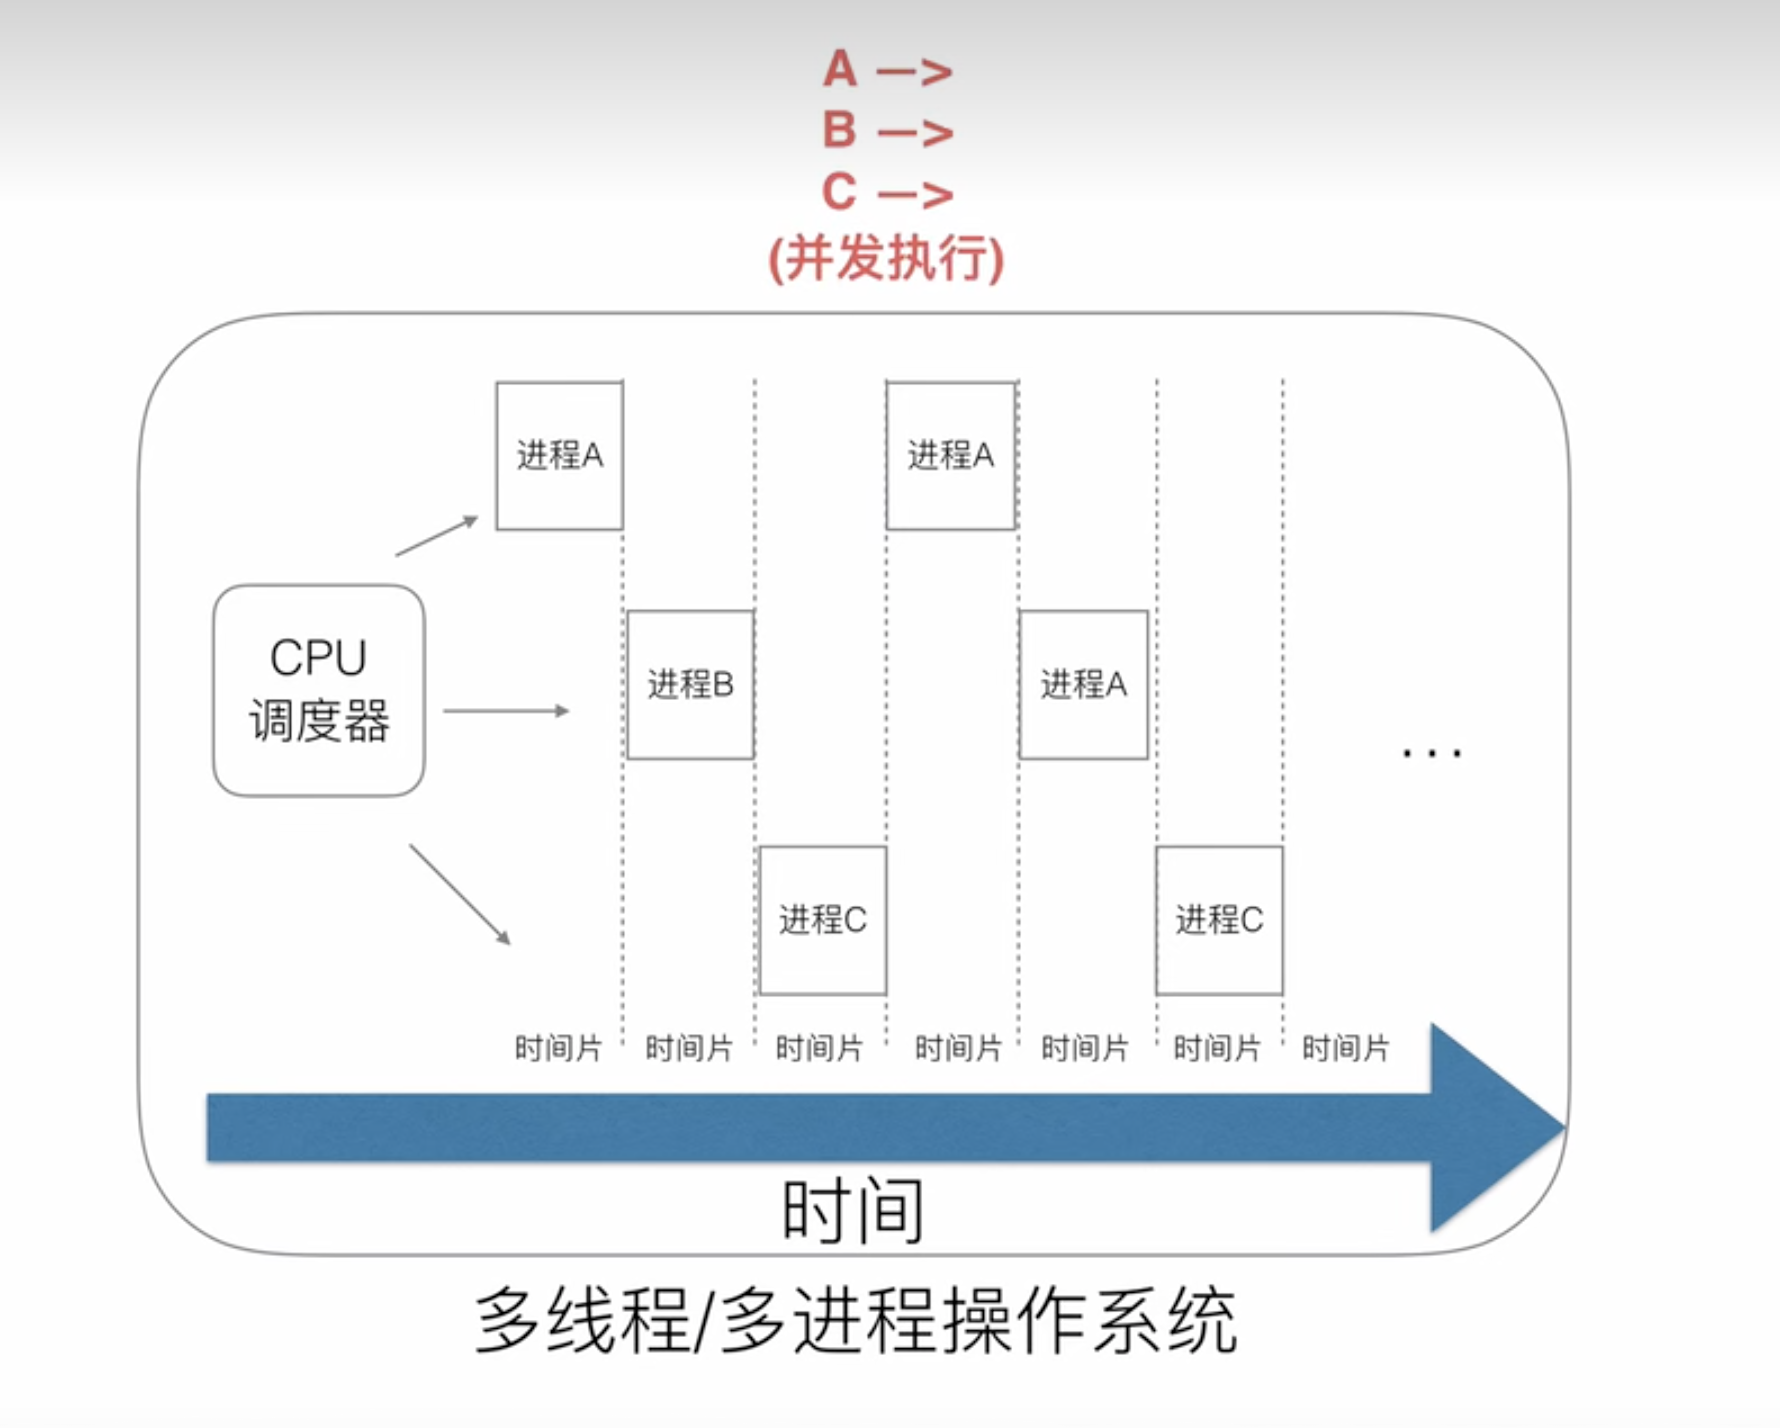 A —>
B —>
C —>
(并发执行)
进程A
进程A
CPU
调度器
进程B
进程A
...
进程C
进程C
时间片
时间片
时间片
时间片
时间片
时间片
时间片
时间
多线程/多进程操作系统